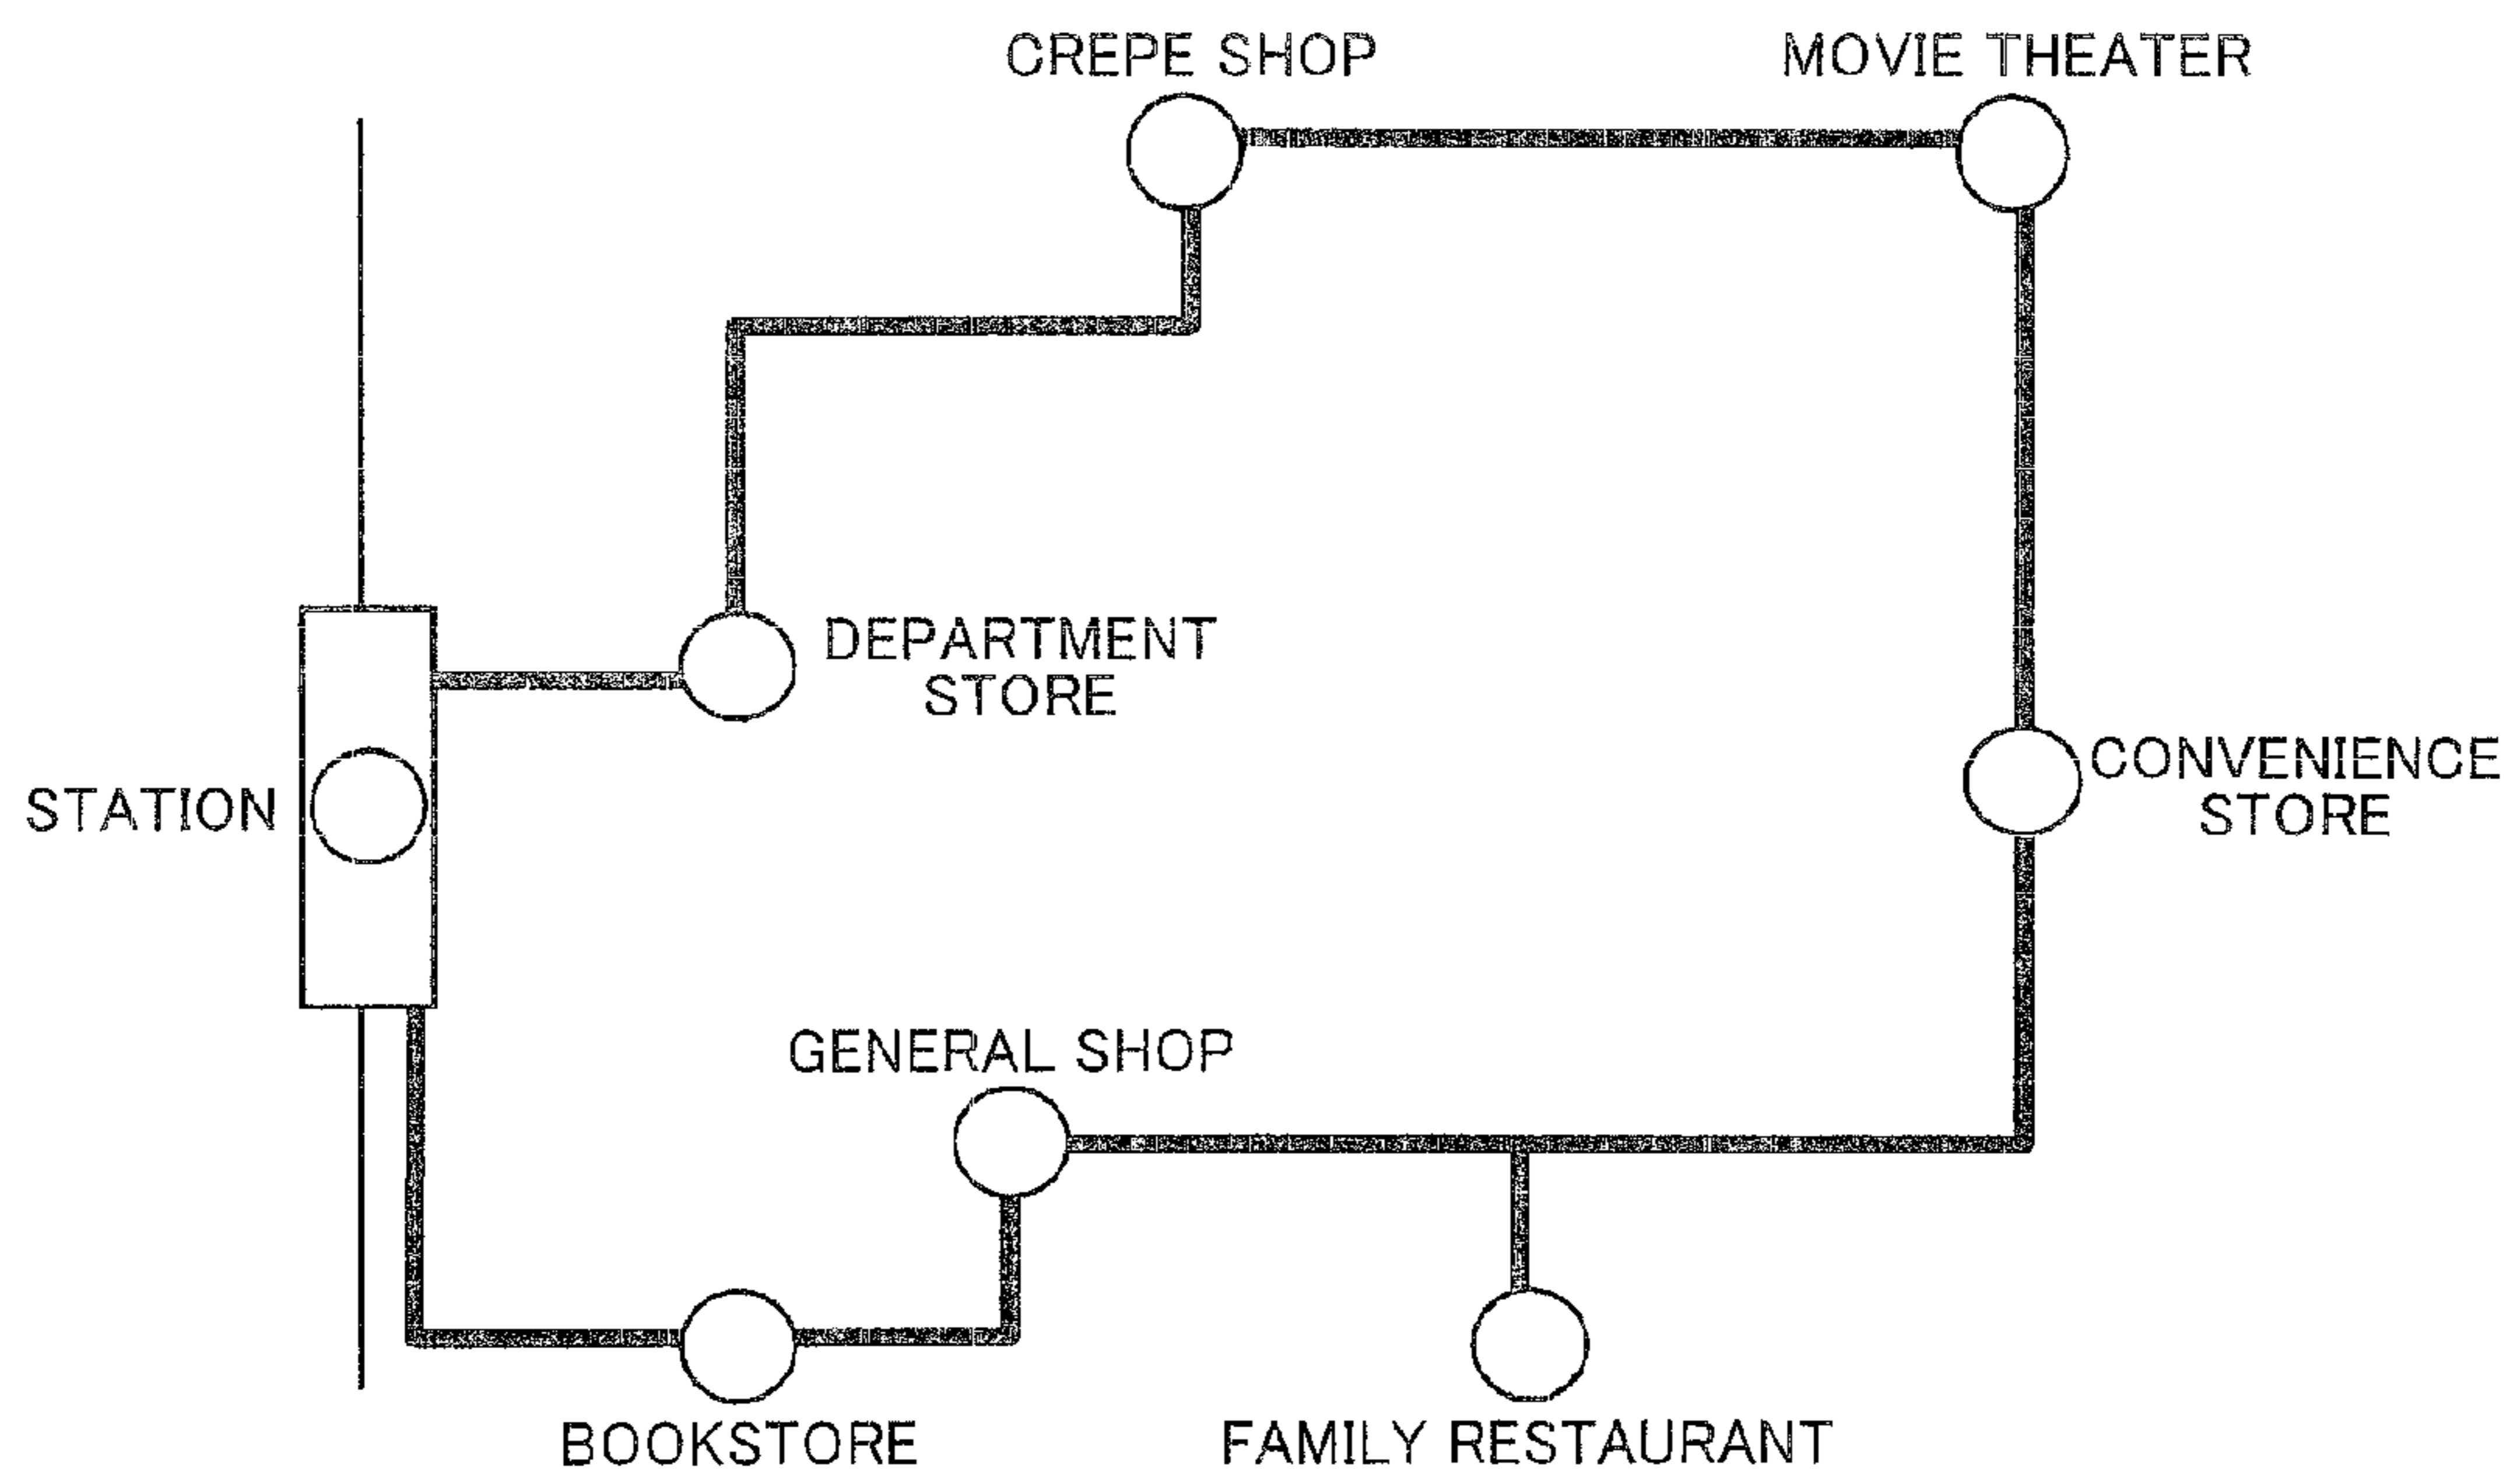 CREPE SHOP
MOVIE THEATER
DEPARTMENT
STORE
STATION
CONVENIENCE
STORE
GENERAL SHOP
BOOKSTORE
FAMILY RESTAURANT